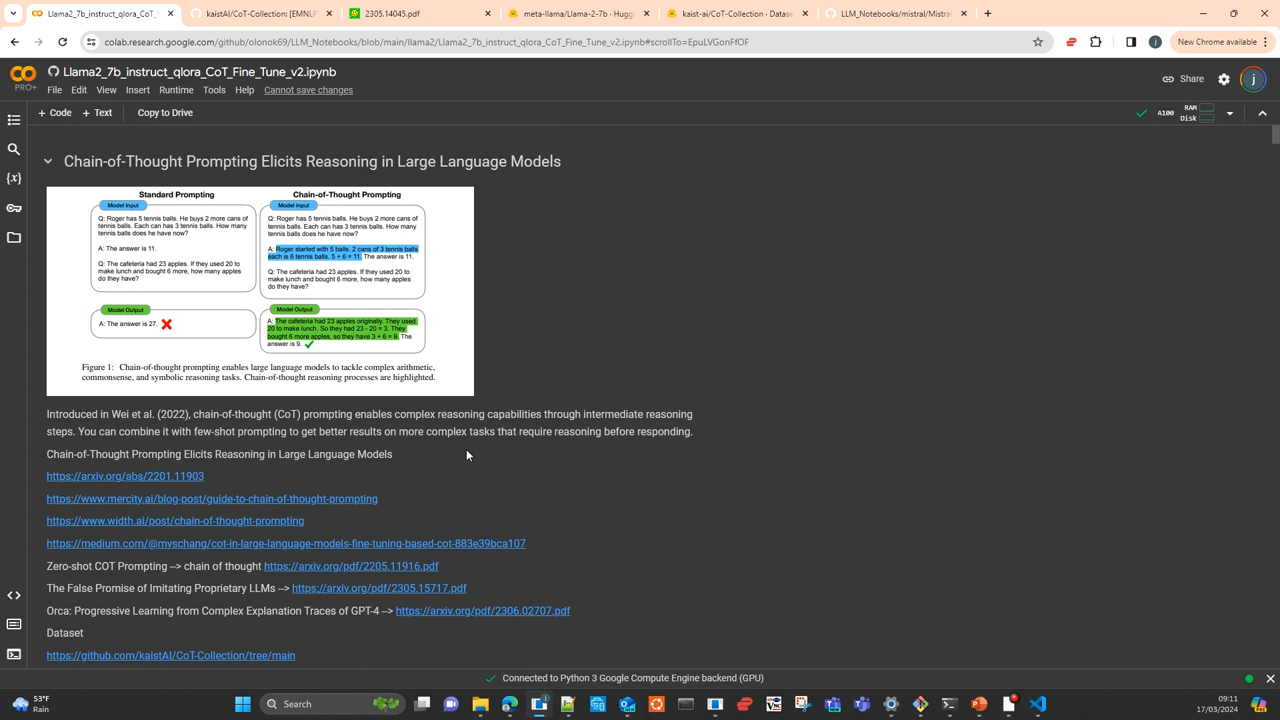 Llama2_7b_instruct_qlora_CoT_F
kaistAI/CoT-Collection: [EMNLP
2305.14045.pdf
meta-llama/Llama-2-7b · Hugg
kaist-ai/CoT-Collection · Datase
LLM_Notebooks/mistral/Mistral
colab.research.google.com/github/olonok69/LLM_Notebooks/blob/main/llama2/Llama2_7b_instruct_qlora_CoT_Fine_Tune_v2.ipynb#scrollTo=EpuLVGonFfOF
j
New Chrome available
PRO+
Llama2_7b_instruct_qlora_CoT_Fine_Tune_v2.ipynb
File Edit View Insert Runtime Tools Help Cannot save changes
Share
j
+ Code + Text Copy to Drive
A100
RAM
Disk
Chain-of-Thought Prompting Elicits Reasoning in Large Language Models
Standard Prompting
Model Input
Q: Roger has 5 tennis balls. He buys 2 more cans of
tennis balls. Each can has 3 tennis balls. How many
tennis balls does he have now?
A: The answer is 11.
Q: The cafeteria had 23 apples. If they used 20 to
make lunch and bought 6 more, how many apples
do they have?
Model Output
A: The answer is 27.
Chain-of-Thought Prompting
Model Input
Q: Roger has 5 tennis balls. He buys 2 more cans of
tennis balls. Each can has 3 tennis balls. How many
tennis balls does he have now?
A: Roger started with 5 balls. 2 cans of 3 tennis balls
each is 6 tennis balls. 5 + 6 = 11. The answer is 11.
Q: The cafeteria had 23 apples. If they used 20 to
make lunch and bought 6 more, how many apples
do they have?
Model Output
A: The cafeteria had 23 apples originally. They used
20 to make lunch. So they had 23 - 20 = 3. They
bought 6 more apples, so they have 3 + 6 = 9. The
answer is 9.
Figure 1: Chain-of-thought prompting enables large language models to tackle complex arithmetic,
commonsense, and symbolic reasoning tasks. Chain-of-thought reasoning processes are highlighted.
Introduced in Wei et al. (2022), chain-of-thought (CoT) prompting enables complex reasoning capabilities through intermediate reasoning
steps. You can combine it with few-shot prompting to get better results on more complex tasks that require reasoning before responding.
Chain-of-Thought Prompting Elicits Reasoning in Large Language Models
https://arxiv.org/abs/2201.11903
https://www.mercity.ai/blog-post/guide-to-chain-of-thought-prompting
https://www.width.ai/post/chain-of-thought-prompting
https://medium.com/@myschang/cot-in-large-language-models-fine-tuning-based-cot-883e39bca107
Zero-shot COT Prompting --> chain of thought https://arxiv.org/pdf/2205.11916.pdf
The False Promise of Imitating Proprietary LLMs --> https://arxiv.org/pdf/2305.15717.pdf
Orca: Progressive Learning from Complex Explanation Traces of GPT-4 --> https://arxiv.org/pdf/2306.02707.pdf
Dataset
https://github.com/kaistAI/CoT-Collection/tree/main
Connected to Python 3 Google Compute Engine backend (GPU)
53°F
Rain
Search
09:11
17/03/2024